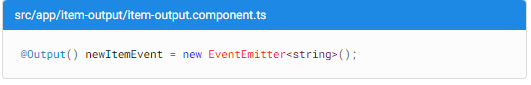 src/app/item-output/item-output.component.ts
@Output() newItemEvent = new EventEmitter<string>();